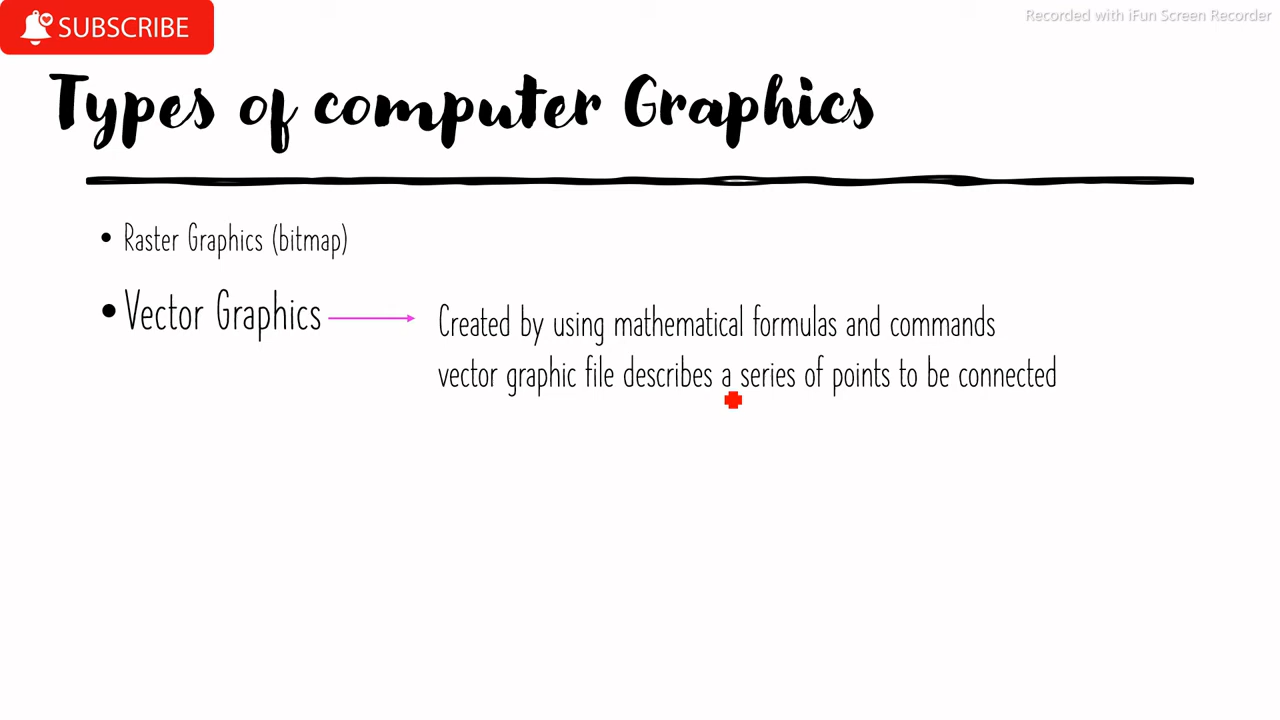 SUBSCRIBE
Recorded with iFun Screen Recorder
Types of computer Graphics
• Raster Graphics (bitmap)
• Vector Graphics
Created by using mathematical formulas and commands
vector graphic file describes a series of points to be connected